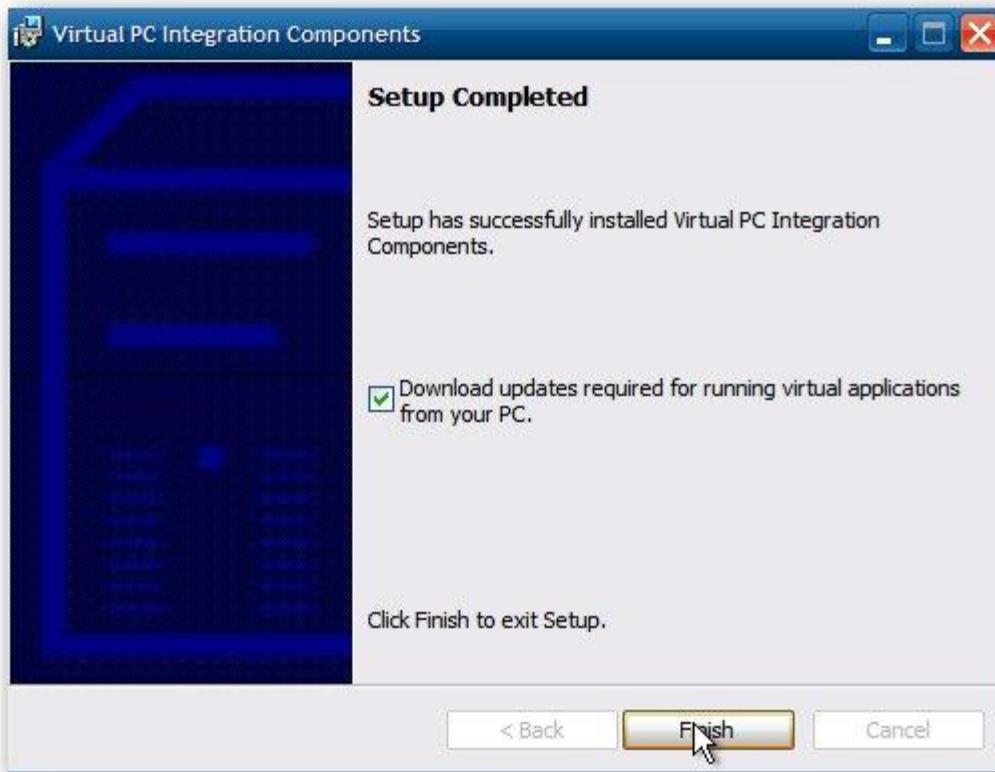 Virtual PC Integration Components
Setup Completed
Setup has successfully installed Virtual PC Integration
Components.
Download updates required for running virtual applications
from your PC.
Click Finish to exit Setup.
< Back
Finish
Cancel